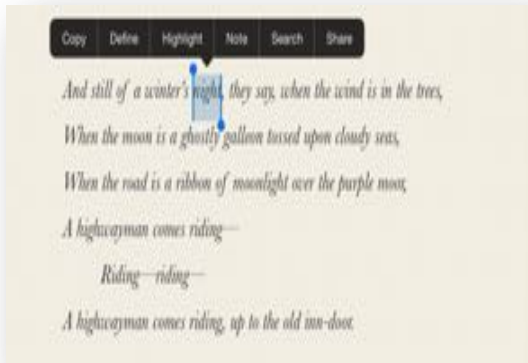 Copy Define Highlight Note Search Share
And still of a winter's night, they say, when the wind is in the trees,
When the moon is a ghostly galleon tossed upon cloudy seas,
When the road is a ribbon of moonlight over the purple moor,
A highwayman comes riding—
Riding—riding—
A highwayman comes riding, up to the old inn-door.